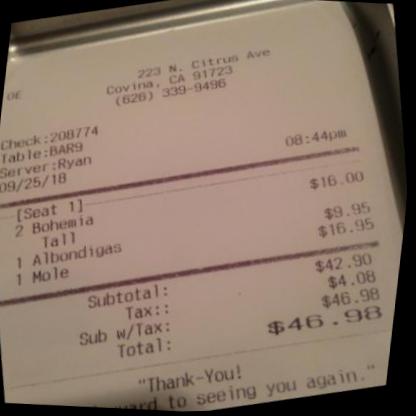 223 N. Citrus Ave
Covina, CA 91723
(626) 339-9496
OE
Check:208774
Table:BAR9
Server:Ryan 08:44pm
09/25/18
[Seat 1]
2 Bohemia $16.00
Tall
1 Albondigas $9.95
1 Mole $16.95
Subtotal: $42.90
Tax:: $4.08
Sub w/Tax: $46.98
Total: $46.98
"Thank-You!
to seeing you again."